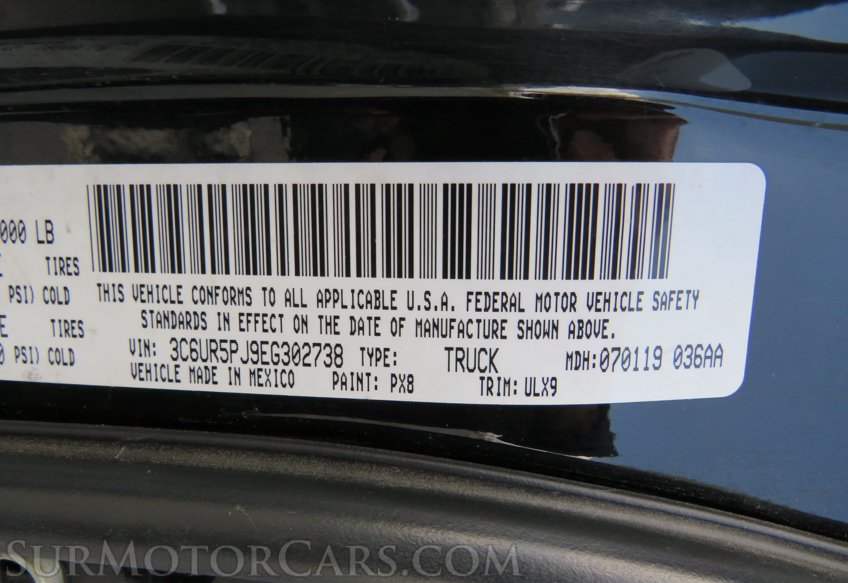 000 LB
TIRES
PSI) COLD
TIRES
PSI) COLD
THIS VEHICLE CONFORMS TO ALL APPLICABLE U.S.A. FEDERAL MOTOR VEHICLE SAFETY
STANDARDS IN EFFECT ON THE DATE OF MANUFACTURE SHOWN ABOVE.
VIN: 3C6UR5PJ9EG302738 TYPE: TRUCK MDH: 070119 036AA
VEHICLE MADE IN MEXICO PAINT: PX8 TRIM: ULX9
SURMOTORCARS.COM